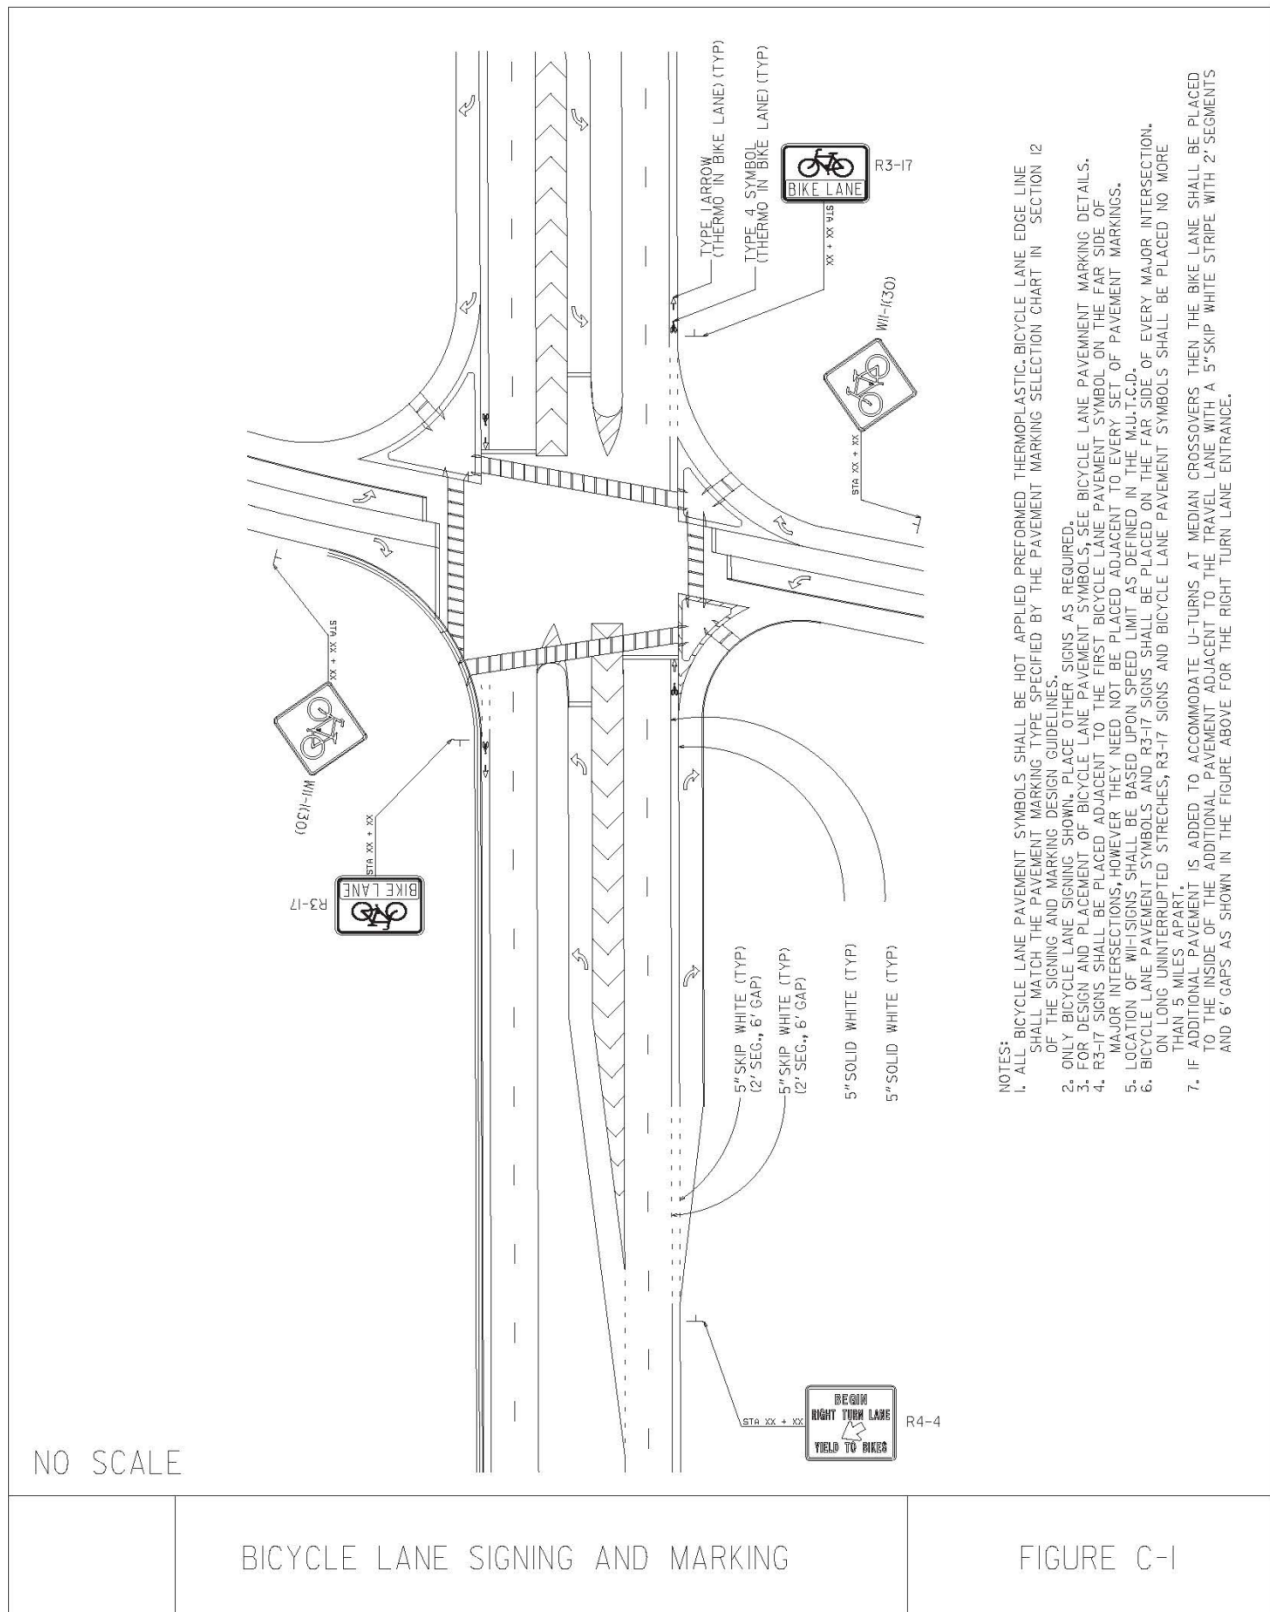 TYPE 1 ARROW
(THERMO IN BIKE LANE) (TYP)
TYPE 4 SYMBOL
(THERMO IN BIKE LANE) (TYP)
BIKE LANE
R3-17
STA XX + XX
W11-1(30)
STA XX + XX
STA XX + XX
W11-1(30)
STA XX + XX
BIKE LANE
R3-17
5" SKIP WHITE (TYP)
(2' SEG., 6' GAP)
5" SKIP WHITE (TYP)
(2' SEG., 6' GAP)
5" SOLID WHITE (TYP)
5" SOLID WHITE (TYP)
STA XX + XX
BEGIN
RIGHT TURN LANE
YIELD TO BIKES
R4-4
NOTES:
1. ALL BICYCLE LANE PAVEMENT SYMBOLS SHALL BE HOT APPLIED PREFORMED THERMOPLASTIC. BICYCLE LANE EDGE LINE
SHALL MATCH THE PAVEMENT MARKING TYPE SPECIFIED BY THE PAVEMENT MARKING SELECTION CHART IN SECTION 12
OF THE SIGNING AND MARKING DESIGN GUIDELINES.
2. ONLY BICYCLE LANE SIGNING SHOWN. PLACE OTHER SIGNS AS REQUIRED.
3. FOR DESIGN AND PLACEMENT OF BICYCLE LANE PAVEMENT SYMBOLS, SEE BICYCLE LANE PAVEMNENT MARKING DETAILS.
4. R3-17 SIGNS SHALL BE PLACED ADJACENT TO THE FIRST BICYCLE LANE PAVEMENT SYMBOL ON THE FAR SIDE OF
MAJOR INTERSECTIONS, HOWEVER THEY NEED NOT BE PLACED ADJACENT TO EVERY SET OF PAVEMENT MARKINGS.
5. LOCATION OF W11-1 SIGNS SHALL BE BASED UPON SPEED LIMIT AS DEFINED IN THE M.U.T.C.D.
6. BICYCLE LANE PAVEMENT SYMBOLS AND R3-17 SIGNS SHALL BE PLACED ON THE FAR SIDE OF EVERY MAJOR INTERSECTION.
ON LONG UNINTERRUPTED STRECHES, R3-17 SIGNS AND BICYCLE LANE PAVEMENT SYMBOLS SHALL BE PLACED NO MORE
THAN 5 MILES APART.
7. IF ADDITIONAL PAVEMENT IS ADDED TO ACCOMMODATE U-TURNS AT MEDIAN CROSSOVERS THEN THE BIKE LANE SHALL BE PLACED
TO THE INSIDE OF THE ADDITIONAL PAVEMENT ADJACENT TO THE TRAVEL LANE WITH A 5" SKIP WHITE STRIPE WITH 2' SEGMENTS
AND 6' GAPS AS SHOWN IN THE FIGURE ABOVE FOR THE RIGHT TURN LANE ENTRANCE.
NO SCALE
BICYCLE LANE SIGNING AND MARKING
FIGURE C-1